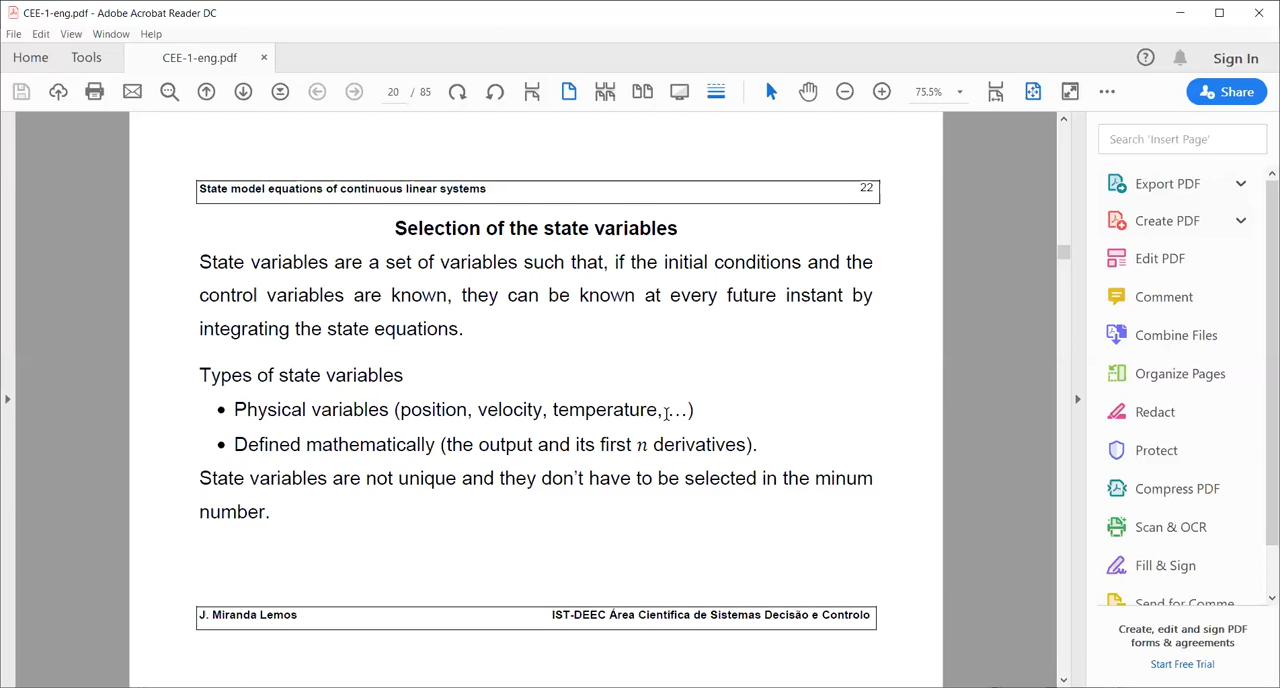 CEE-1-eng.pdf - Adobe Acrobat Reader DC
File Edit View Window Help
Home Tools CEE-1-eng.pdf × Sign In
20 / 85 75.5% Share
Search 'Insert Page'
State model equations of continuous linear systems 22
Selection of the state variables
State variables are a set of variables such that, if the initial conditions and the
control variables are known, they can be known at every future instant by
integrating the state equations.
Types of state variables
• Physical variables (position, velocity, temperature,…)
• Defined mathematically (the output and its first n derivatives).
State variables are not unique and they don't have to be selected in the minum
number.
J. Miranda Lemos IST-DEEC Área Científica de Sistemas Decisão e Controlo
Export PDF
Create PDF
Edit PDF
Comment
Combine Files
Organize Pages
Redact
Protect
Compress PDF
Scan & OCR
Fill & Sign
Send for Comme
Create, edit and sign PDF
forms & agreements
Start Free Trial